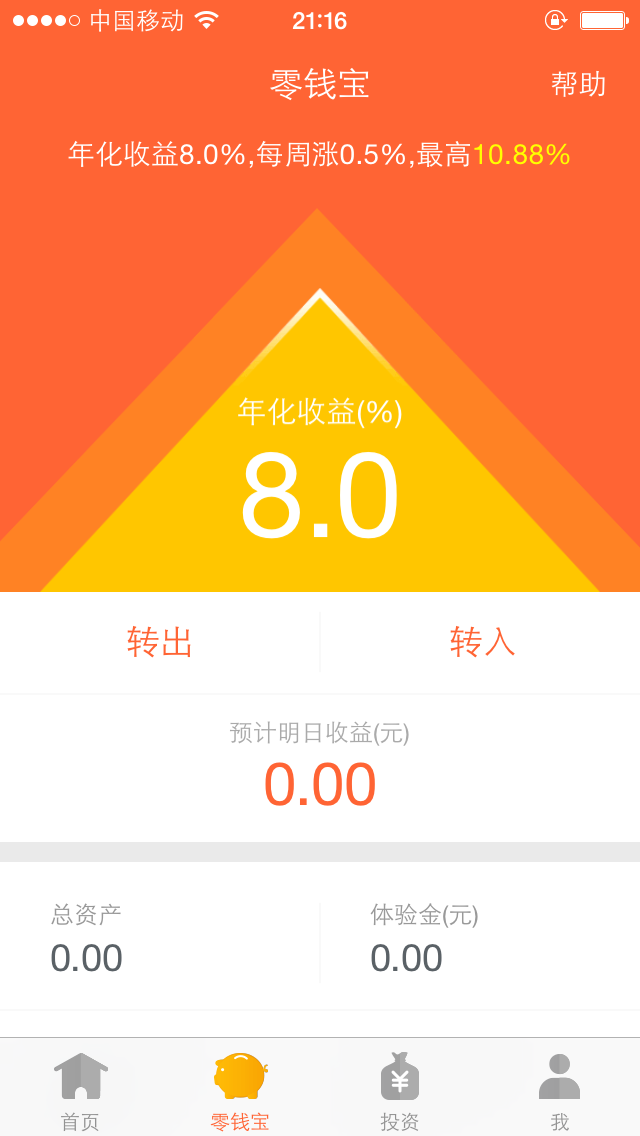 中国移动 21:16
零钱宝 帮助
年化收益8.0%,每周涨0.5%,最高10.88%
年化收益(%)
8.0
转出 转入
预计明日收益(元)
0.00
总资产 体验金(元)
0.00 0.00
¥
首页 零钱宝 投资 我